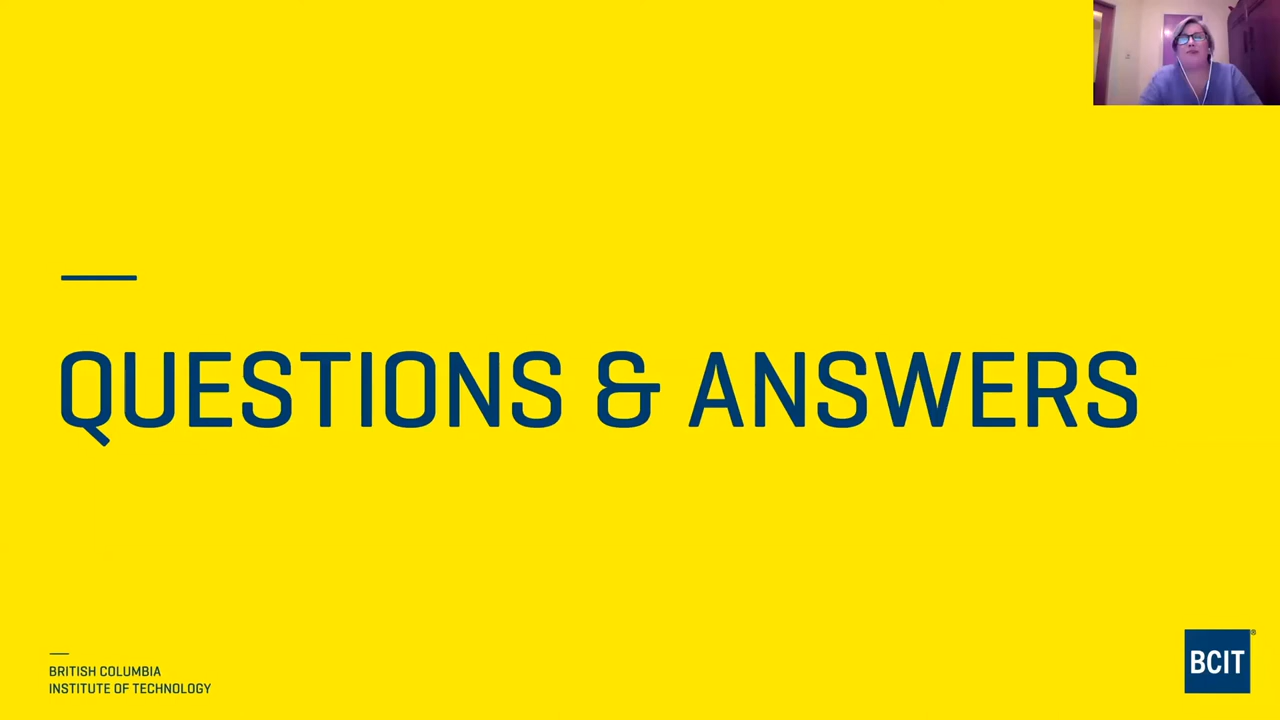 QUESTIONS & ANSWERS
BRITISH COLUMBIA
INSTITUTE OF TECHNOLOGY
BCIT®